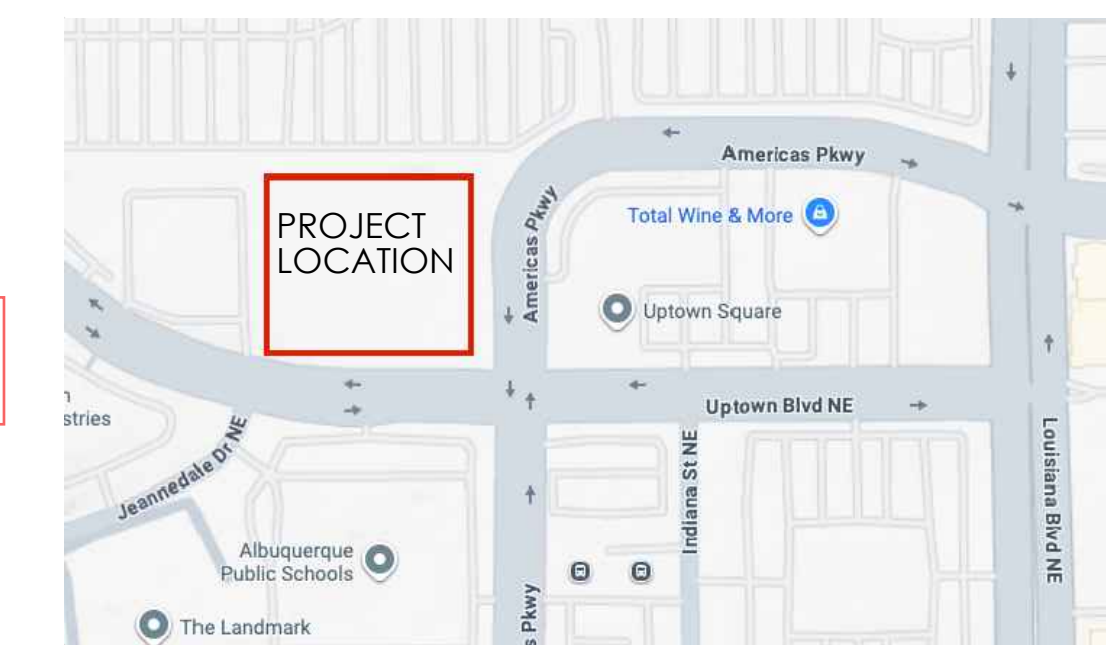 Americas Pkwy
PROJECT
LOCATION
Americas Pkwy
Total Wine & More
Uptown Square
stries
Uptown Blvd NE
Jeannedale Dr NE
Indiana St NE
Louisiana Blvd NE
Albuquerque
Public Schools
The Landmark
s Pkwy